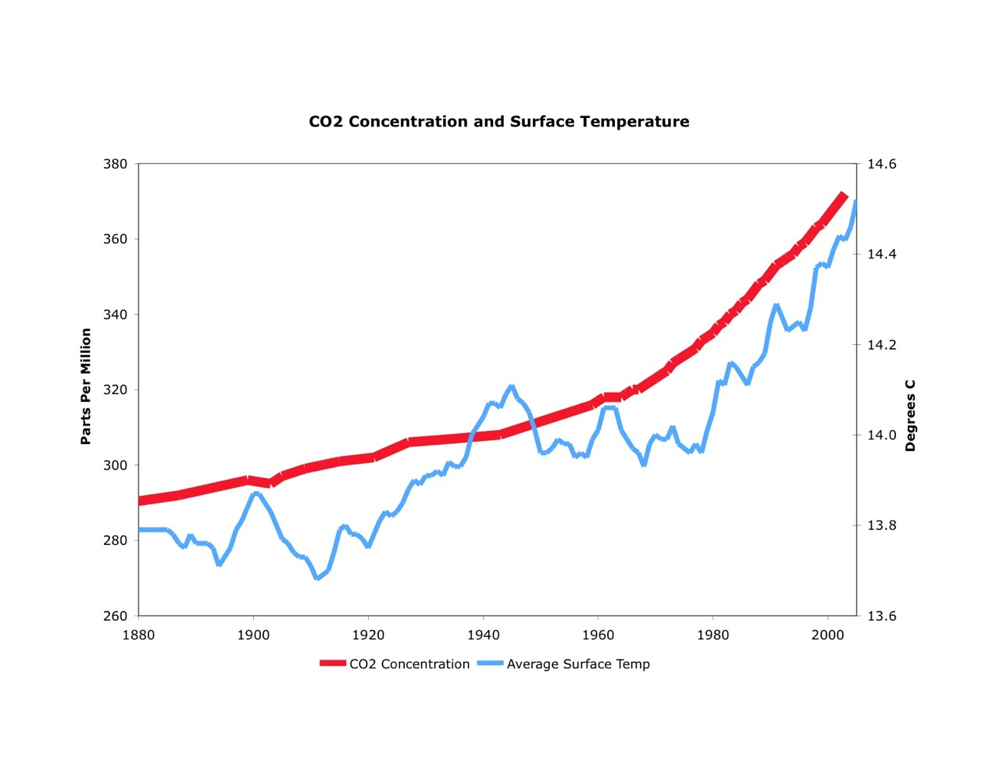 CO2 Concentration and Surface Temperature
380
360
340
320
300
280
260
Parts Per Million
14.6
14.4
14.2
14.0
13.8
13.6
Degrees C
1880 1900 1920 1940 1960 1980 2000
CO2 Concentration Average Surface Temp